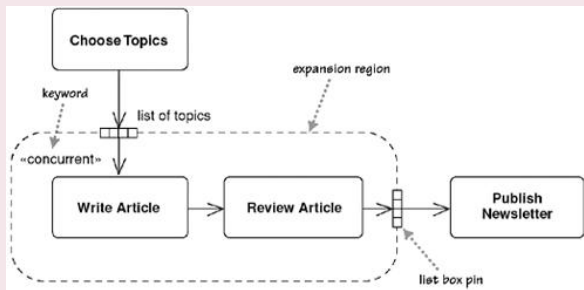 Choose Topics
expansion region
keyword
list of topics
«concurrent»
Write Article
Review Article
Publish
Newsletter
list box pin